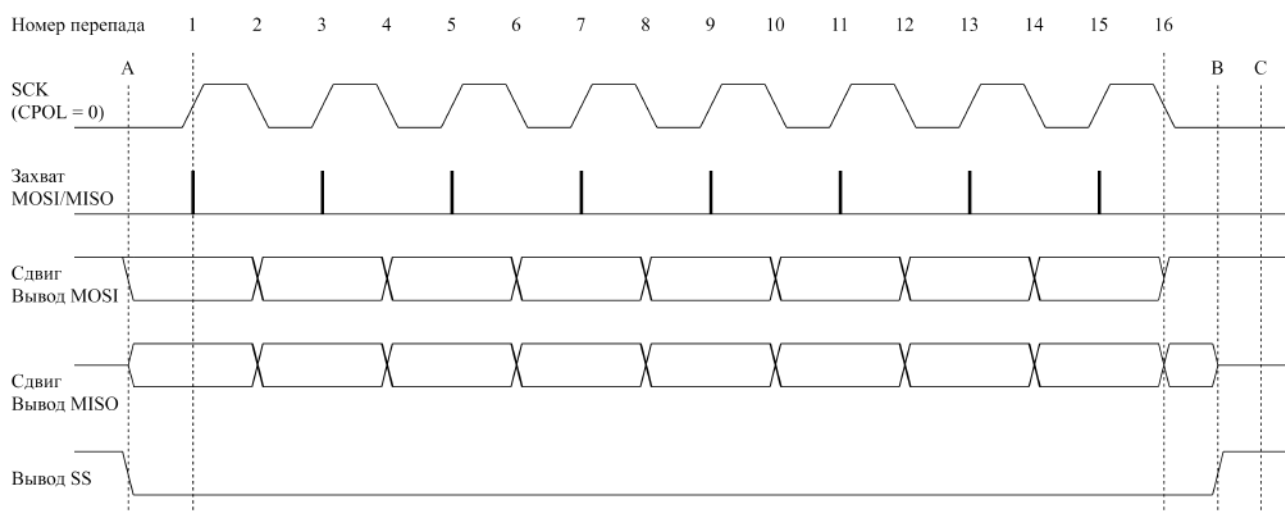 Номер перепада 1 2 3 4 5 6 7 8 9 10 11 12 13 14 15 16
A B C
SCK
(CPOL = 0)
Захват
MOSI/MISO
Сдвиг
Вывод MOSI
Сдвиг
Вывод MISO
Вывод SS